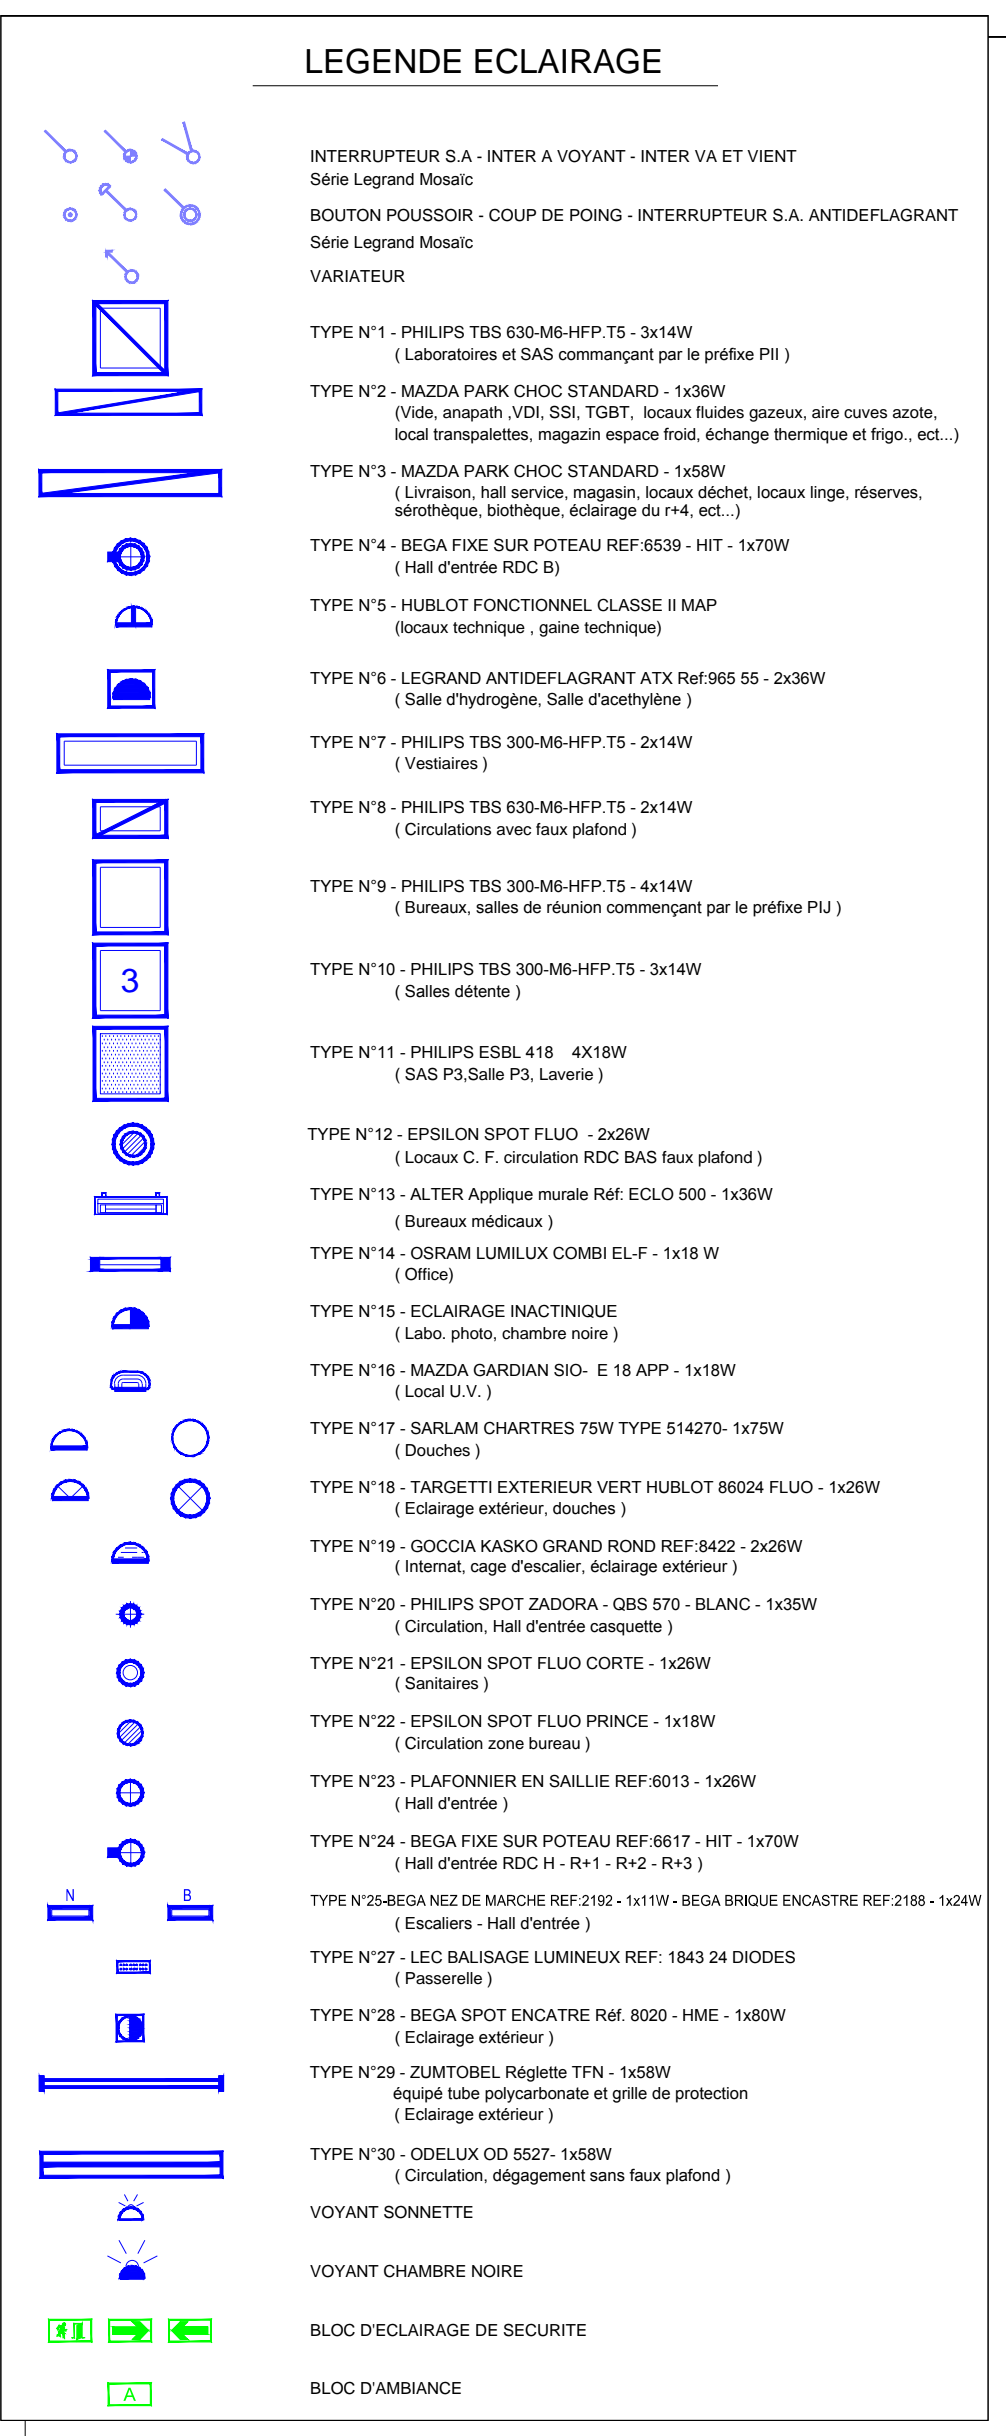 LEGENDE ECLAIRAGE
INTERRUPTEUR S.A - INTER A VOYANT - INTER VA ET VIENT
Série Legrand Mosaïc
BOUTON POUSSOIR - COUP DE POING - INTERRUPTEUR S.A. ANTIDEFLAGRANT
Série Legrand Mosaïc
VARIATEUR
TYPE N°1 - PHILIPS TBS 630-M6-HFP.T5 - 3x14W
( Laboratoires et SAS commançant par le préfixe PII )
TYPE N°2 - MAZDA PARK CHOC STANDARD - 1x36W
(Vide, anapath ,VDI, SSI, TGBT, locaux fluides gazeux, aire cuves azote,
local transpalettes, magazin espace froid, échange thermique et frigo., ect...)
TYPE N°3 - MAZDA PARK CHOC STANDARD - 1x58W
( Livraison, hall service, magasin, locaux déchet, locaux linge, réserves,
sérothèque, biothèque, éclairage du r+4, ect...)
TYPE N°4 - BEGA FIXE SUR POTEAU REF:6539 - HIT - 1x70W
( Hall d'entrée RDC B)
TYPE N°5 - HUBLOT FONCTIONNEL CLASSE II MAP
(locaux technique , gaine technique)
TYPE N°6 - LEGRAND ANTIDEFLAGRANT ATX Ref:965 55 - 2x36W
( Salle d'hydrogène, Salle d'acethylène )
TYPE N°7 - PHILIPS TBS 300-M6-HFP.T5 - 2x14W
( Vestiaires )
TYPE N°8 - PHILIPS TBS 630-M6-HFP.T5 - 2x14W
( Circulations avec faux plafond )
TYPE N°9 - PHILIPS TBS 300-M6-HFP.T5 - 4x14W
( Bureaux, salles de réunion commençant par le préfixe PIJ )
3
TYPE N°10 - PHILIPS TBS 300-M6-HFP.T5 - 3x14W
( Salles détente )
TYPE N°11 - PHILIPS ESBL 418 4X18W
( SAS P3,Salle P3, Laverie )
TYPE N°12 - EPSILON SPOT FLUO - 2x26W
( Locaux C. F. circulation RDC BAS faux plafond )
TYPE N°13 - ALTER Applique murale Réf: ECLO 500 - 1x36W
( Bureaux médicaux )
TYPE N°14 - OSRAM LUMILUX COMBI EL-F - 1x18 W
( Office)
TYPE N°15 - ECLAIRAGE INACTINIQUE
( Labo. photo, chambre noire )
TYPE N°16 - MAZDA GARDIAN SIO- E 18 APP - 1x18W
( Local U.V. )
TYPE N°17 - SARLAM CHARTRES 75W TYPE 514270- 1x75W
( Douches )
TYPE N°18 - TARGETTI EXTERIEUR VERT HUBLOT 86024 FLUO - 1x26W
( Eclairage extérieur, douches )
TYPE N°19 - GOCCIA KASKO GRAND ROND REF:8422 - 2x26W
( Internat, cage d'escalier, éclairage extérieur )
TYPE N°20 - PHILIPS SPOT ZADORA - QBS 570 - BLANC - 1x35W
( Circulation, Hall d'entrée casquette )
TYPE N°21 - EPSILON SPOT FLUO CORTE - 1x26W
( Sanitaires )
TYPE N°22 - EPSILON SPOT FLUO PRINCE - 1x18W
( Circulation zone bureau )
TYPE N°23 - PLAFONNIER EN SAILLIE REF:6013 - 1x26W
( Hall d'entrée )
TYPE N°24 - BEGA FIXE SUR POTEAU REF:6617 - HIT - 1x70W
( Hall d'entrée RDC H - R+1 - R+2 - R+3 )
N B
TYPE N°25-BEGA NEZ DE MARCHE REF:2192 - 1x11W - BEGA BRIQUE ENCASTRE REF:2188 - 1x24W
( Escaliers - Hall d'entrée )
TYPE N°27 - LEC BALISAGE LUMINEUX REF: 1843 24 DIODES
( Passerelle )
TYPE N°28 - BEGA SPOT ENCATRE Réf. 8020 - HME - 1x80W
( Eclairage extérieur )
TYPE N°29 - ZUMTOBEL Réglette TFN - 1x58W
équipé tube polycarbonate et grille de protection
( Eclairage extérieur )
TYPE N°30 - ODELUX OD 5527- 1x58W
( Circulation, dégagement sans faux plafond )
VOYANT SONNETTE
VOYANT CHAMBRE NOIRE
BLOC D'ECLAIRAGE DE SECURITE
A
BLOC D'AMBIANCE